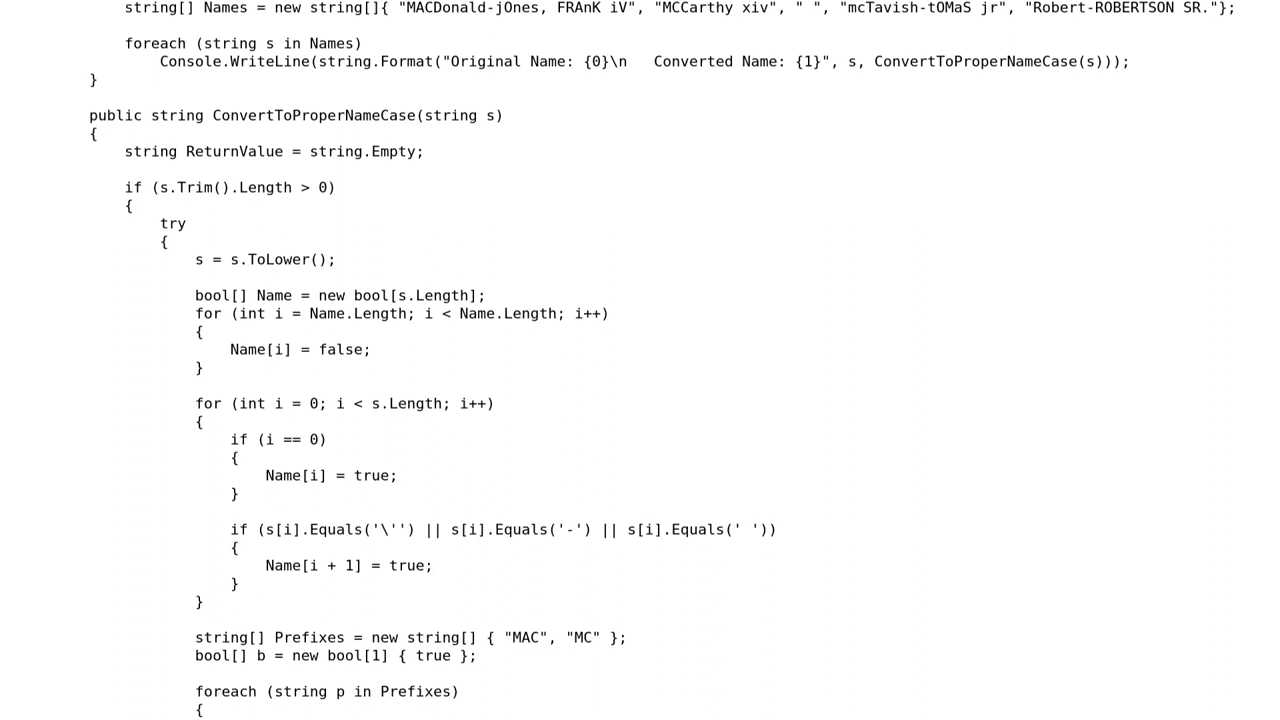 string[] Names = new string[]{ "MACDonald-jOnes, FRAnK iV", "MCCarthy xiv", " ", "mcTavish-tOMaS jr", "Robert-ROBERTSON SR."};
foreach (string s in Names)
Console.WriteLine(string.Format("Original Name: {0}\n   Converted Name: {1}", s, ConvertToProperNameCase(s)));
}
public string ConvertToProperNameCase(string s)
{
string ReturnValue = string.Empty;
if (s.Trim().Length > 0)
{
try
{
s = s.ToLower();
bool[] Name = new bool[s.Length];
for (int i = Name.Length; i < Name.Length; i++)
{
Name[i] = false;
}
for (int i = 0; i < s.Length; i++)
{
if (i == 0)
{
Name[i] = true;
}
if (s[i].Equals('\'') || s[i].Equals('-') || s[i].Equals(' '))
{
Name[i + 1] = true;
}
}
string[] Prefixes = new string[] { "MAC", "MC" };
bool[] b = new bool[1] { true };
foreach (string p in Prefixes)
{